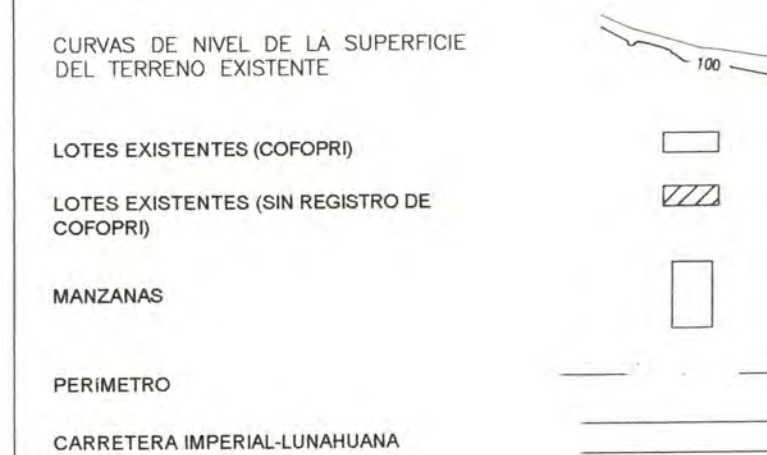 CURVAS DE NIVEL DE LA SUPERFICIE
DEL TERRENO EXISTENTE
100
LOTES EXISTENTES (COFOPRI)
LOTES EXISTENTES (SIN REGISTRO DE
COFOPRI)
MANZANAS
PERíMETRO
CARRETERA IMPERIAL-LUNAHUANA